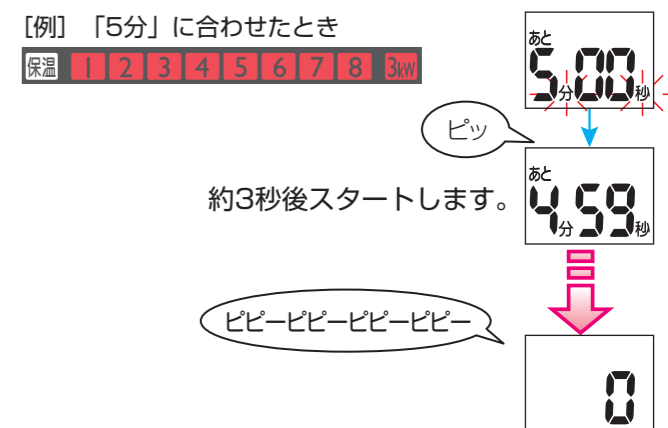 ［例］「5分」に合わせたとき
保温 1 2 3 4 5 6 7 8 3kW
あと
5分00秒
ピッ
あと
4分59秒
約3秒後スタートします。
ピピーピピーピピーピピー
0